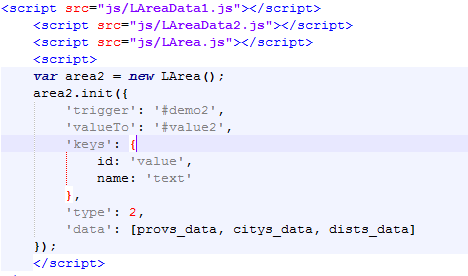 <script src="js/LAreaData1.js"></script>
<script src="js/LAreaData2.js"></script>
<script src="js/LArea.js"></script>
<script>
var area2 = new LArea();
area2.init({
'trigger': '#demo2',
'valueTo': '#value2',
'keys': {
id: 'value',
name: 'text'
},
'type': 2,
'data': [provs_data, citys_data, dists_data]
});
</script>